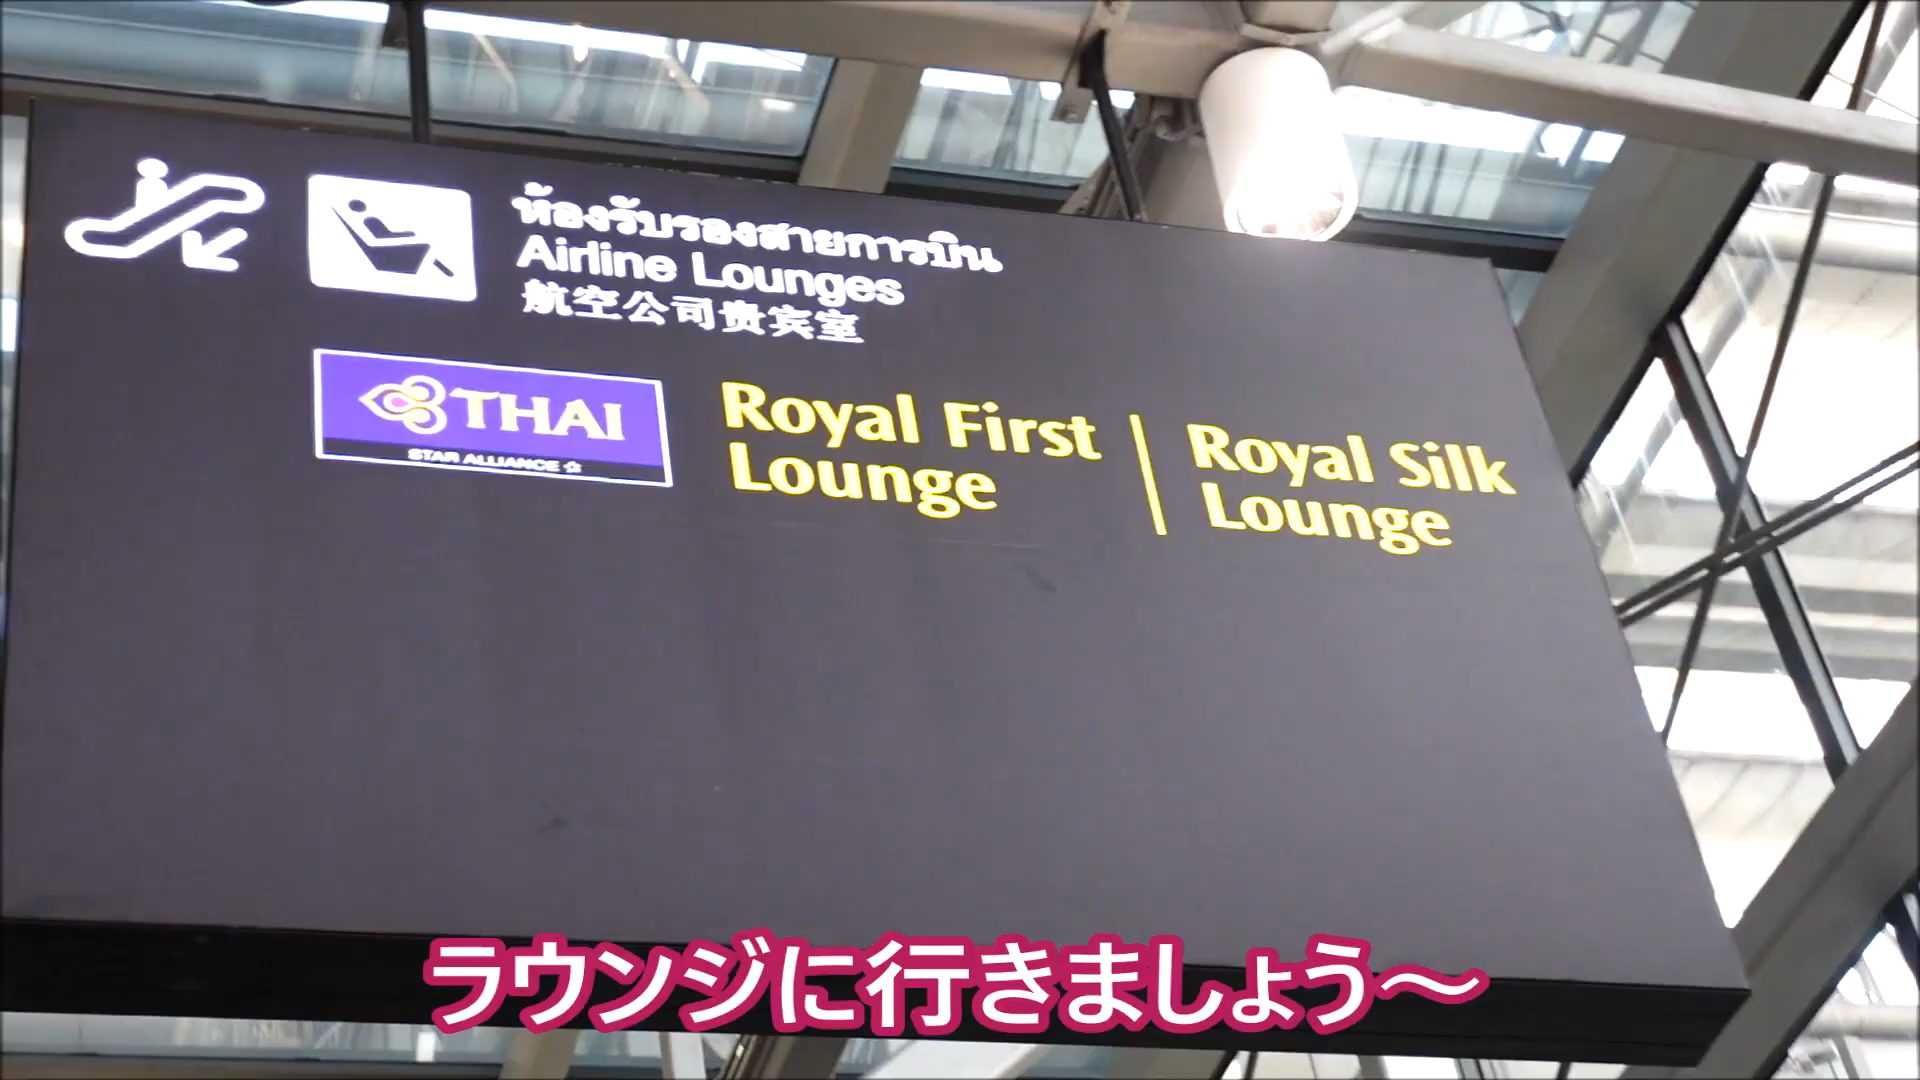 ห้องรับรองสายการบิน
Airline Lounges
航空公司贵宾室
THAI
STAR ALLIANCE
Royal First
Lounge
Royal Silk
Lounge
ラウンジに行きましょう～